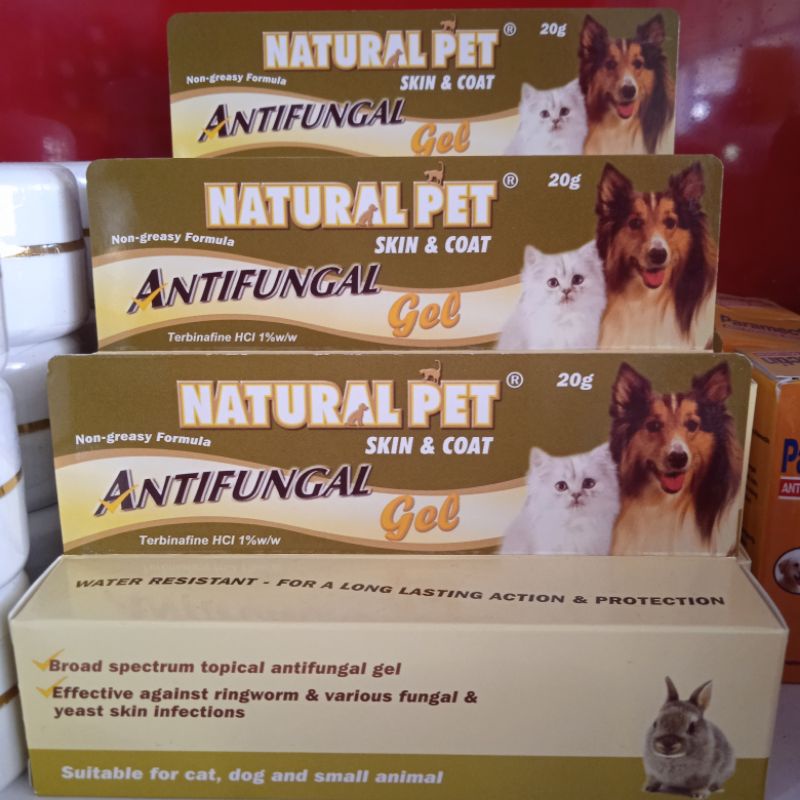 NATURAL PET ® 20g
SKIN & COAT
Non-greasy Formula
ANTIFUNGAL
Gel
NATURAL PET ® 20g
SKIN & COAT
Non-greasy Formula
ANTIFUNGAL
Gel
Terbinafine HCl 1%w/w
NATURAL PET ® 20g
SKIN & COAT
Non-greasy Formula
ANTIFUNGAL
Gel
Terbinafine HCl 1%w/w
WATER RESISTANT - FOR A LONG LASTING ACTION & PROTECTION
Broad spectrum topical antifungal gel
Effective against ringworm & various fungal &
yeast skin infections
Suitable for cat, dog and small animal